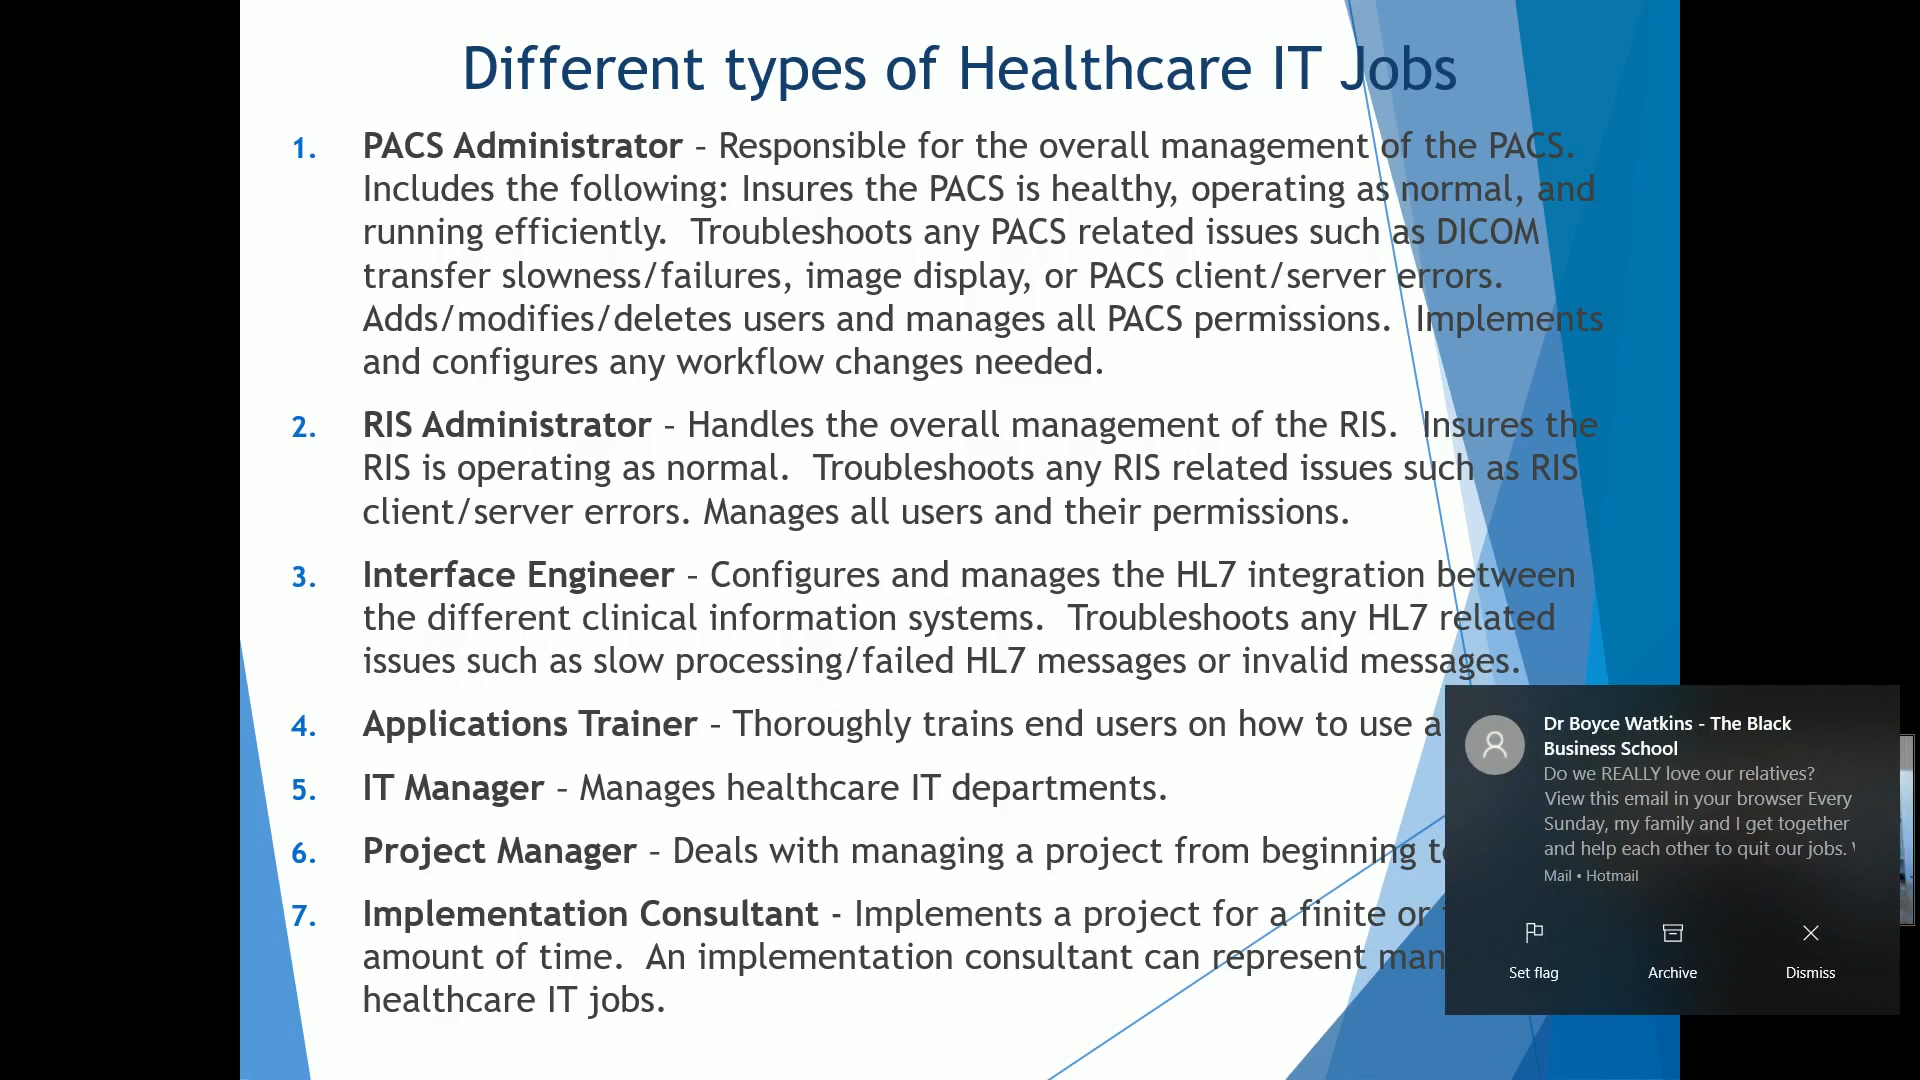 Different types of Healthcare IT Jobs
1. PACS Administrator – Responsible for the overall management of the PACS.
Includes the following: Insures the PACS is healthy, operating as normal, and
running efficiently. Troubleshoots any PACS related issues such as DICOM
transfer slowness/failures, image display, or PACS client/server errors.
Adds/modifies/deletes users and manages all PACS permissions. Implements
and configures any workflow changes needed.
2. RIS Administrator – Handles the overall management of the RIS. Insures the
RIS is operating as normal. Troubleshoots any RIS related issues such as RIS
client/server errors. Manages all users and their permissions.
3. Interface Engineer – Configures and manages the HL7 integration between
the different clinical information systems. Troubleshoots any HL7 related
issues such as slow processing/failed HL7 messages or invalid messages.
4. Applications Trainer – Thoroughly trains end users on how to use a
5. IT Manager – Manages healthcare IT departments.
6. Project Manager – Deals with managing a project from beginning
7. Implementation Consultant - Implements a project for a finite or
amount of time. An implementation consultant can represent
healthcare IT jobs.
Dr Boyce Watkins - The Black
Business School
Do we REALLY love our relatives?
View this email in your browser Every
Sunday, my family and I get together
and help each other to quit our jobs.
Mail • Hotmail
Set flag
Archive
Dismiss